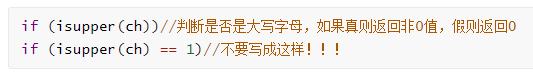 if (isupper(ch))//判断是否是大写字母，如果真则返回非0值，假则返回0
if (isupper(ch) == 1)//不要写成这样！！！